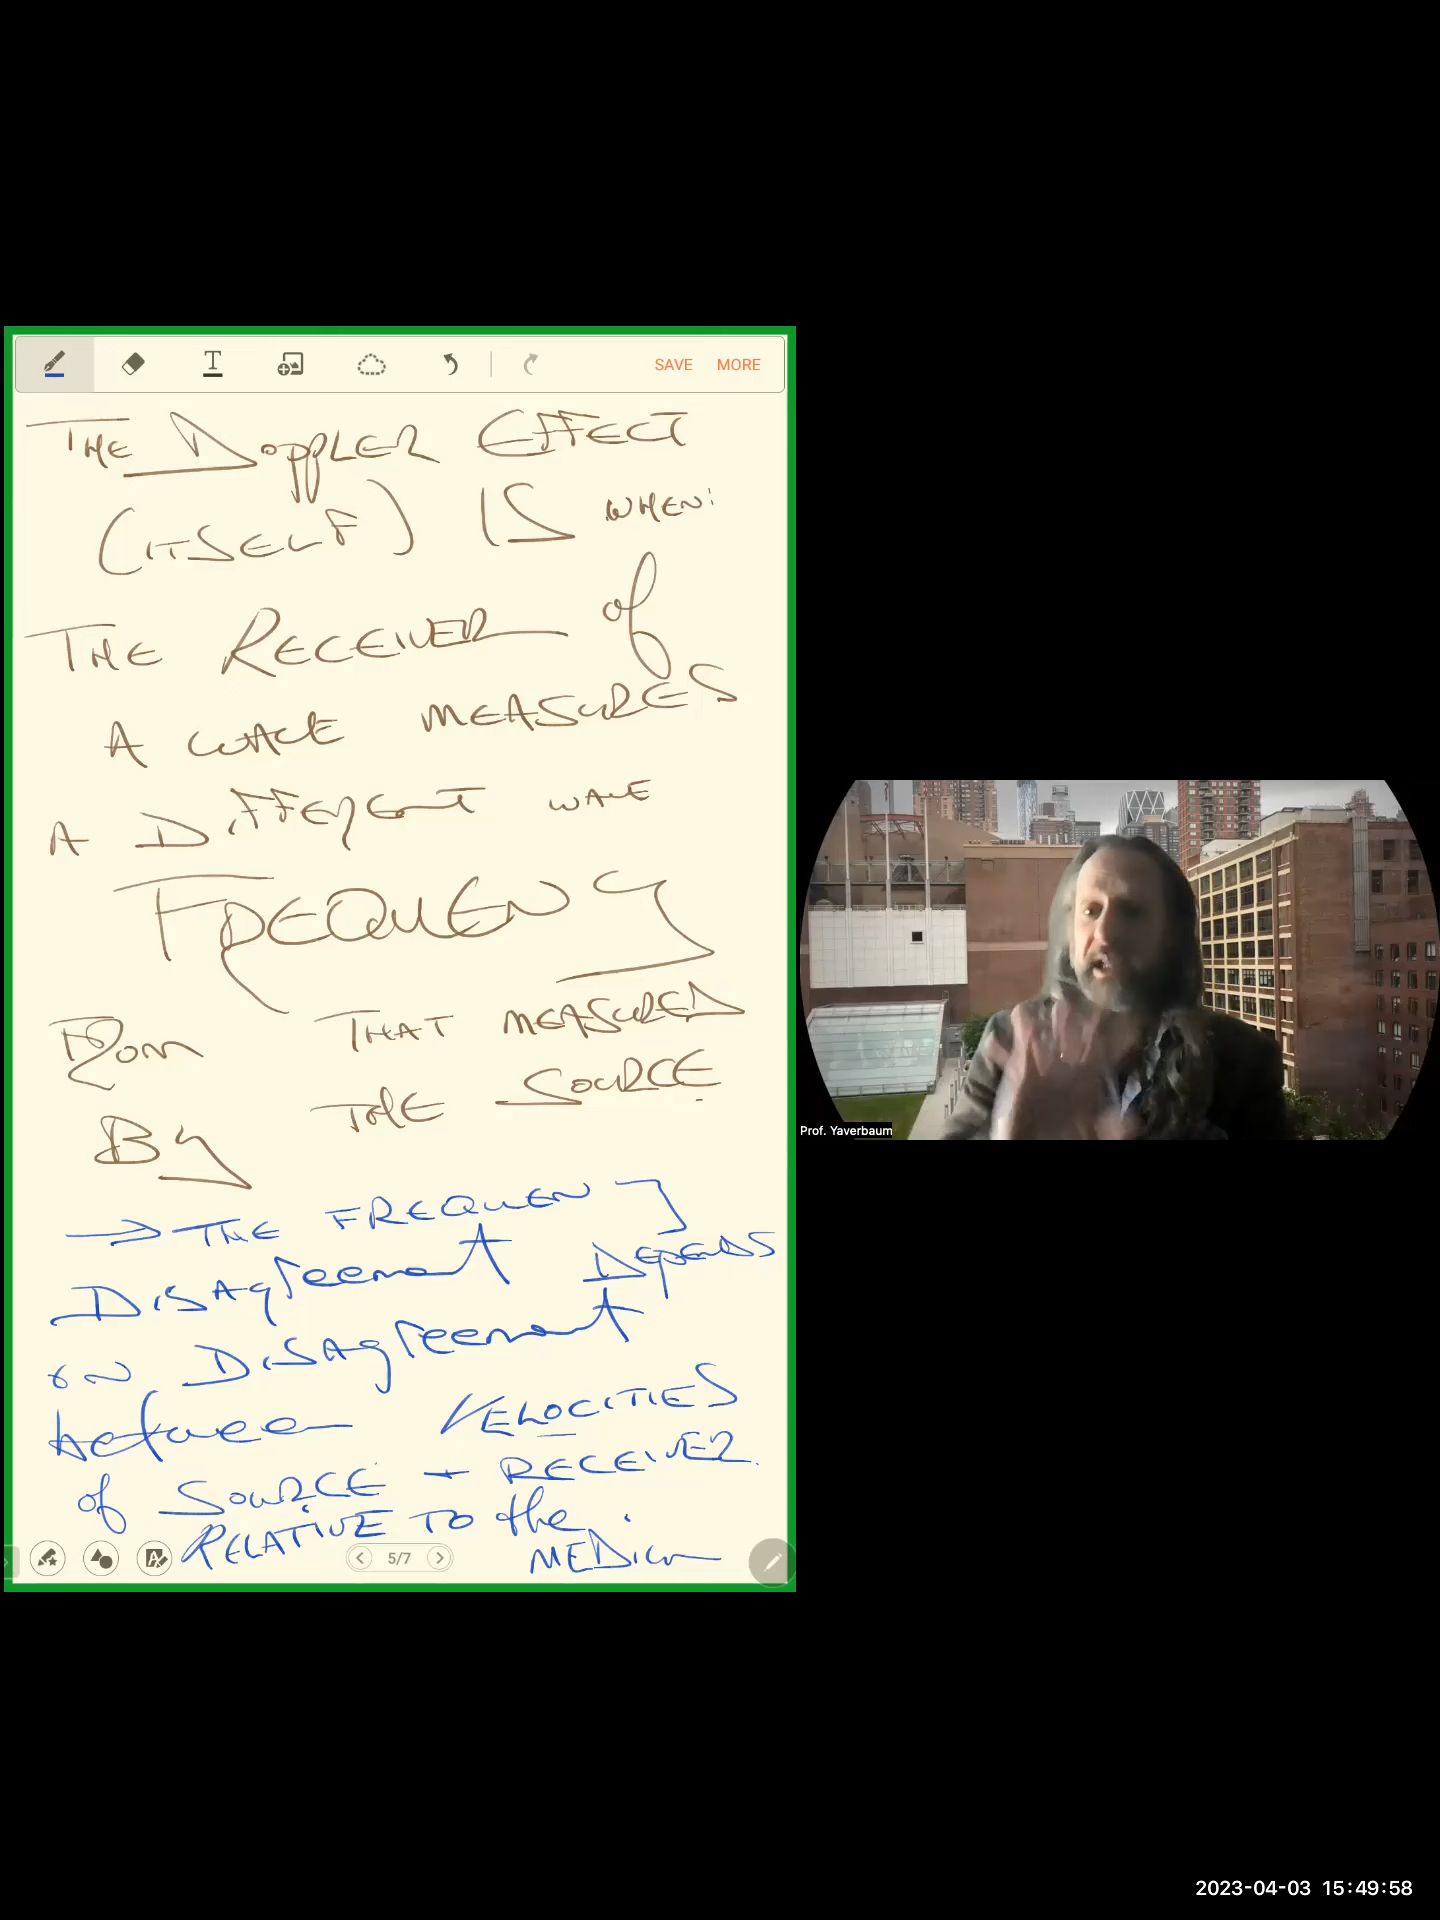 SAVE MORE
THE DOPPLER EFFECT
(ITSELF) IS WHEN:
THE RECEIVER of
A WAVE MEASURES
A DIFFERENT WAVE
FREQUENCY
FROM THAT MEASURED
By THE SOURCE
→ THE FREQUEN
DISAgreement DepenDS
on DISAgreement
between VELOCITIES
of SOURCE + RECEIVER.
RELATIVE TO the
MEDium
5/7
Prof. Yaverbaum
2023-04-03 15:49:58